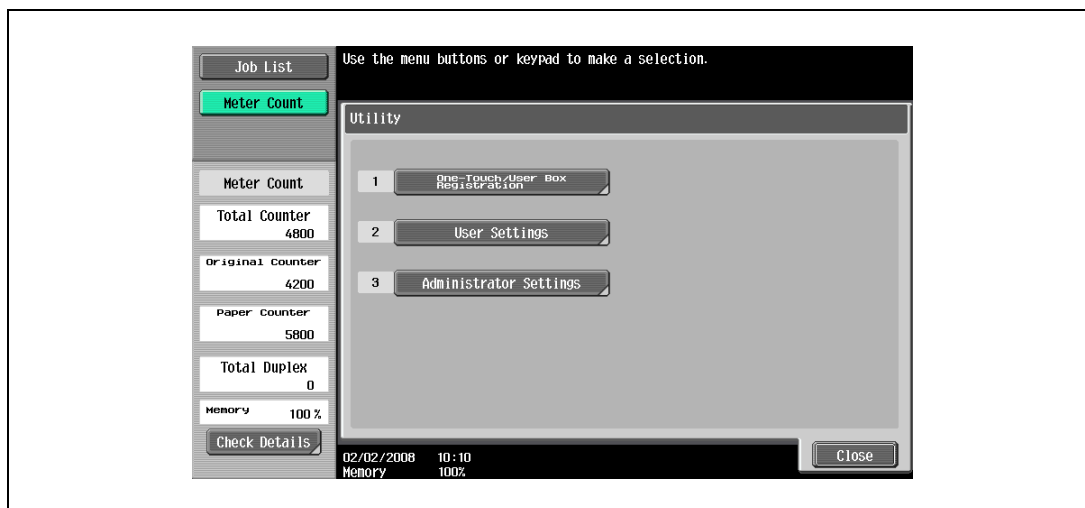 Job List
Meter Count
Use the menu buttons or keypad to make a selection.
Utility
Meter Count
Total Counter
4800
Original Counter
4200
Paper Counter
5800
Total Duplex
0
Memory 100 %
Check Details
1 One-Touch/User Box
Registration
2 User Settings
3 Administrator Settings
02/02/2008 10:10
Memory 100%
Close